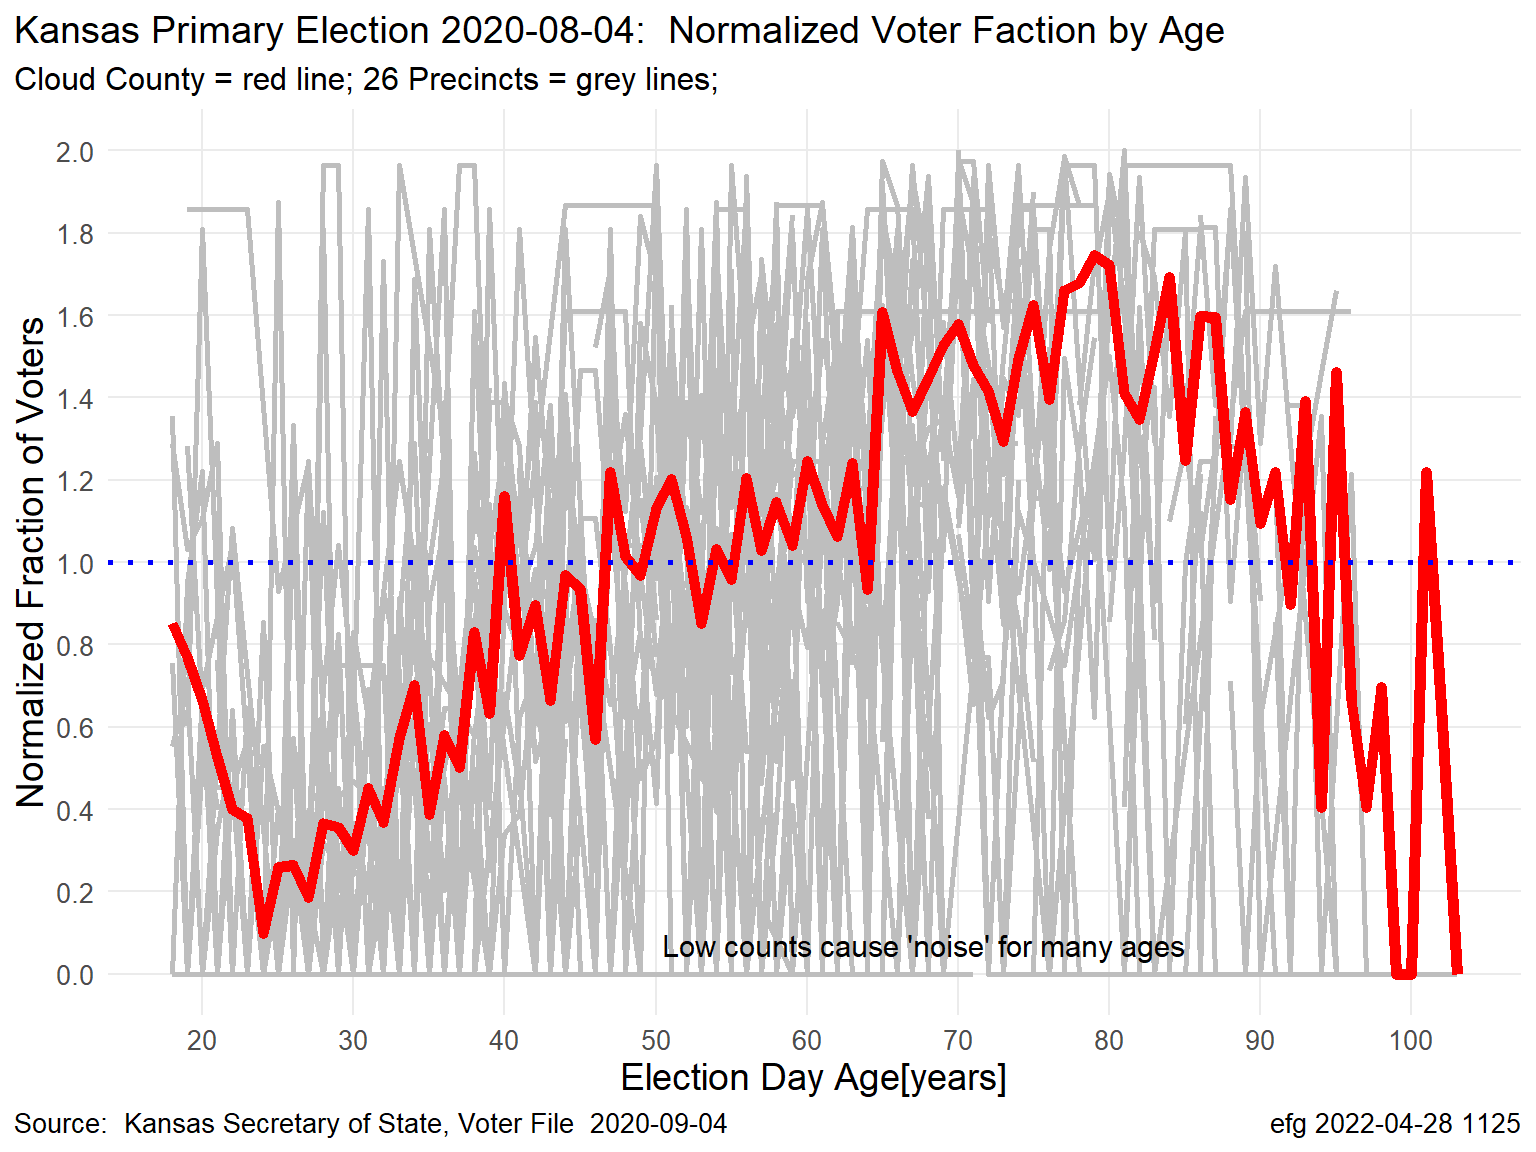 Kansas Primary Election 2020-08-04:  Normalized Voter Faction by Age
Cloud County = red line; 26 Precincts = grey lines;
Normalized Fraction of Voters
2.0
1.8
1.6
1.4
1.2
1.0
0.8
0.6
0.4
0.2
0.0
Low counts cause 'noise' for many ages
20 30 40 50 60 70 80 90 100
Election Day Age[years]
Source:  Kansas Secretary of State, Voter File  2020-09-04
efg 2022-04-28 1125